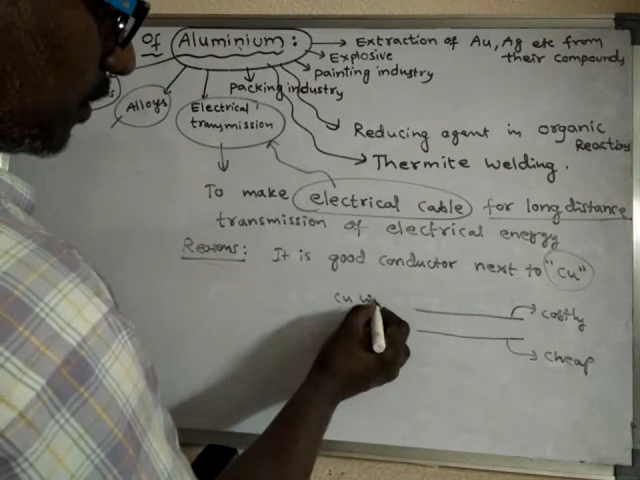 of Aluminium:
Extraction of Au, Ag etc from
their compounds
Explosive
painting industry
packing industry
Alloys
Electrical
transmission
Reducing agent in organic
Reactions
Thermite welding.
To make electrical cable for long distance
transmission of electrical energy
Reasons: It is good conductor next to "Cu"
Cu
costly
cheap